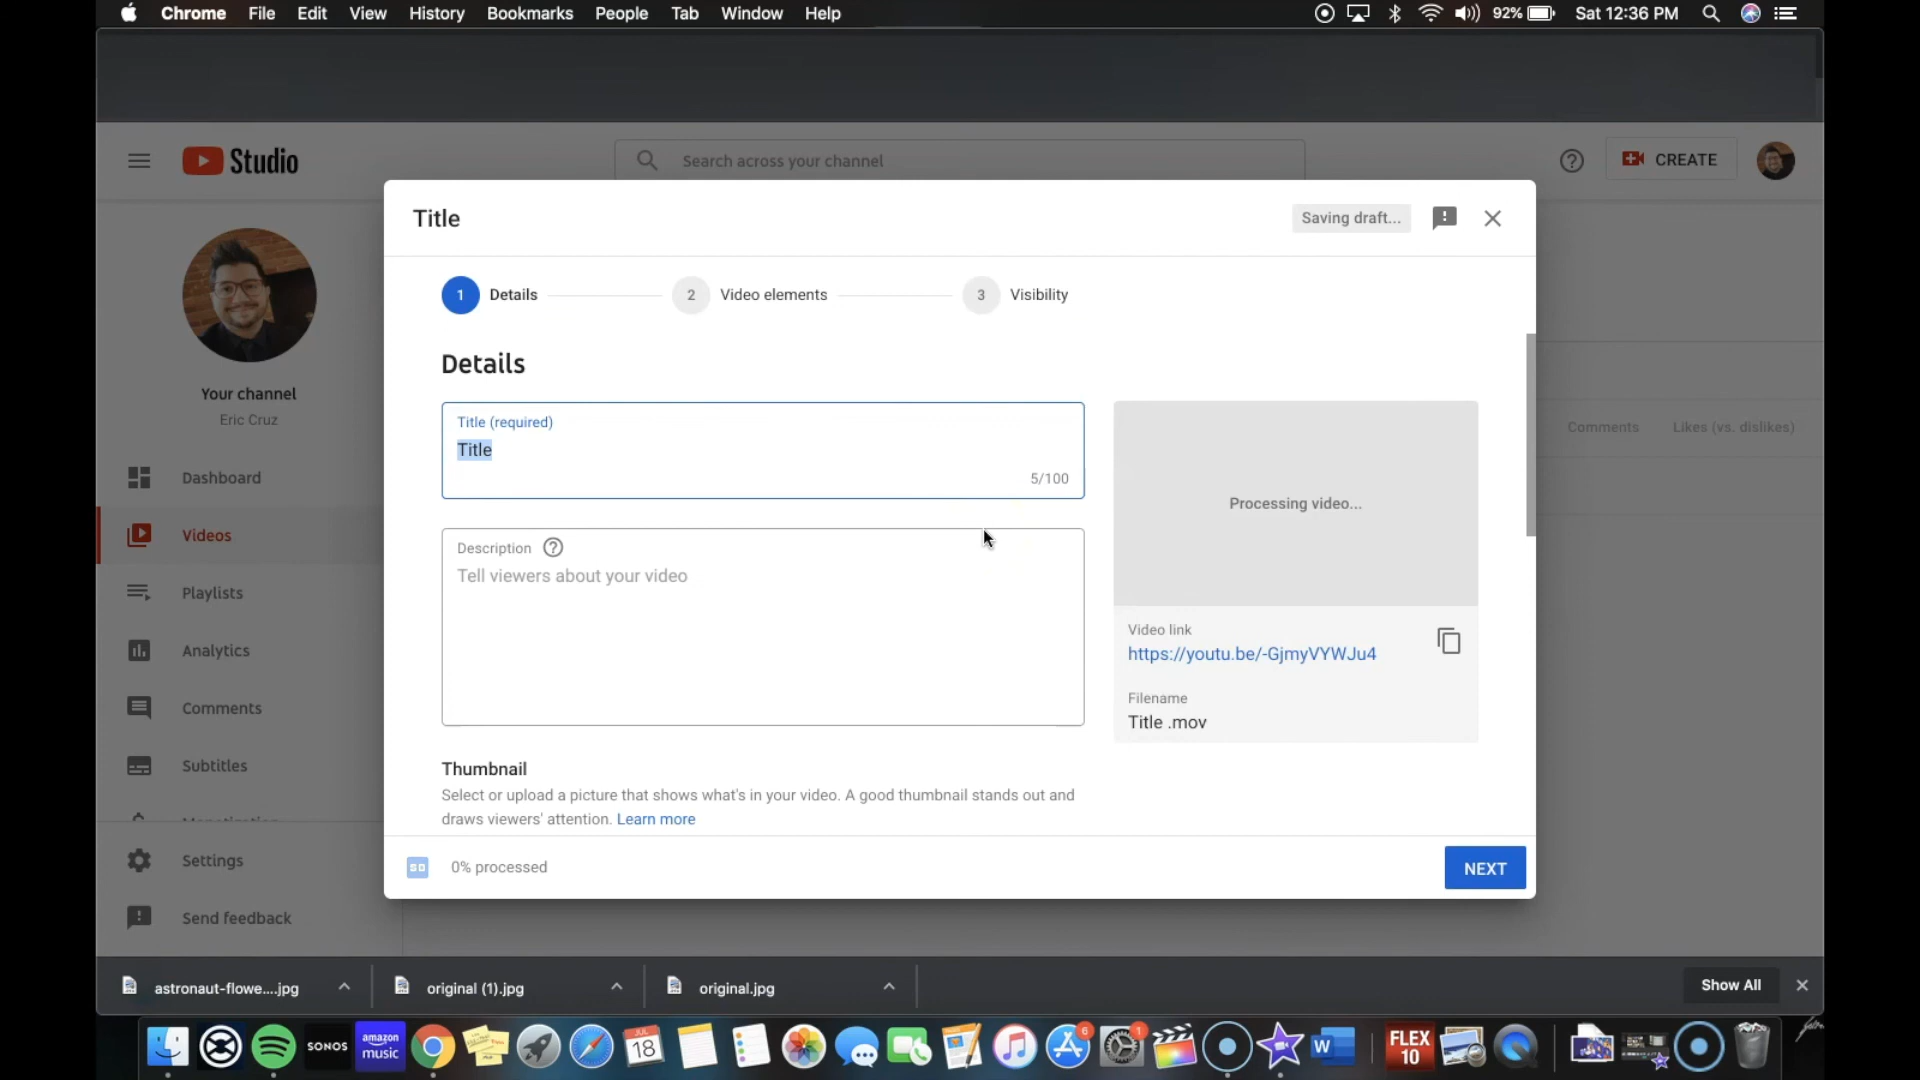 Chrome File Edit View History Bookmarks People Tab Window Help
92% Sat 12:36 PM
Studio
Search across your channel
CREATE
Title
Saving draft...
1 Details
2 Video elements
3 Visibility
Your channel
Eric Cruz
Dashboard
Videos
Playlists
Analytics
Comments
Subtitles
Monetization
Settings
Send feedback
Details
Title (required)
Title
5/100
Description
Tell viewers about your video
Thumbnail
Select or upload a picture that shows what's in your video. A good thumbnail stands out and
draws viewers' attention. Learn more
Processing video...
Video link
https://youtu.be/-GjmyVYWJu4
Filename
Title .mov
Comments Likes (vs. dislikes)
0% processed
NEXT
astronaut-flowe....jpg
original (1).jpg
original.jpg
Show All
SONOS
amazon
music
JUL
18
6
1
W
FLEX
10